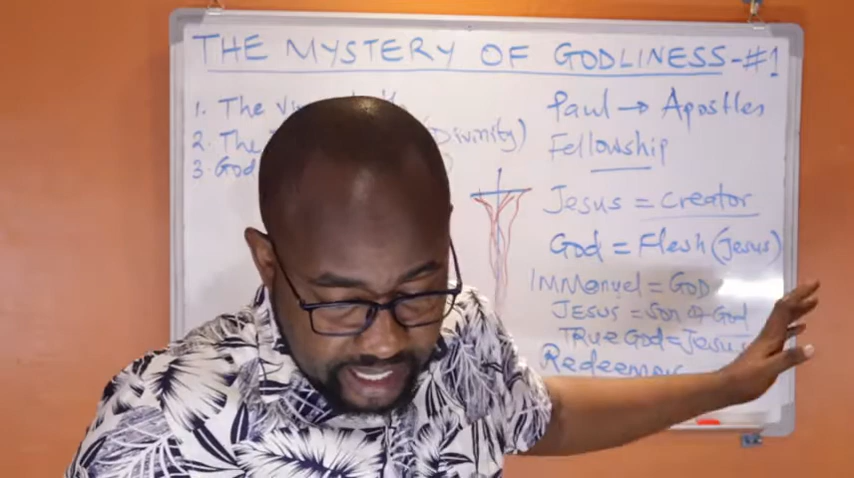 THE MYSTERY OF GODLINESS-#1
1. The
2. The (Divinity)
3. God
Paul → Apostles
Fellowship
Jesus = Creator
God = Flesh (Jesus)
Immanuel = GOD
JESUS = Son of God
TRUE GOD = Jesus